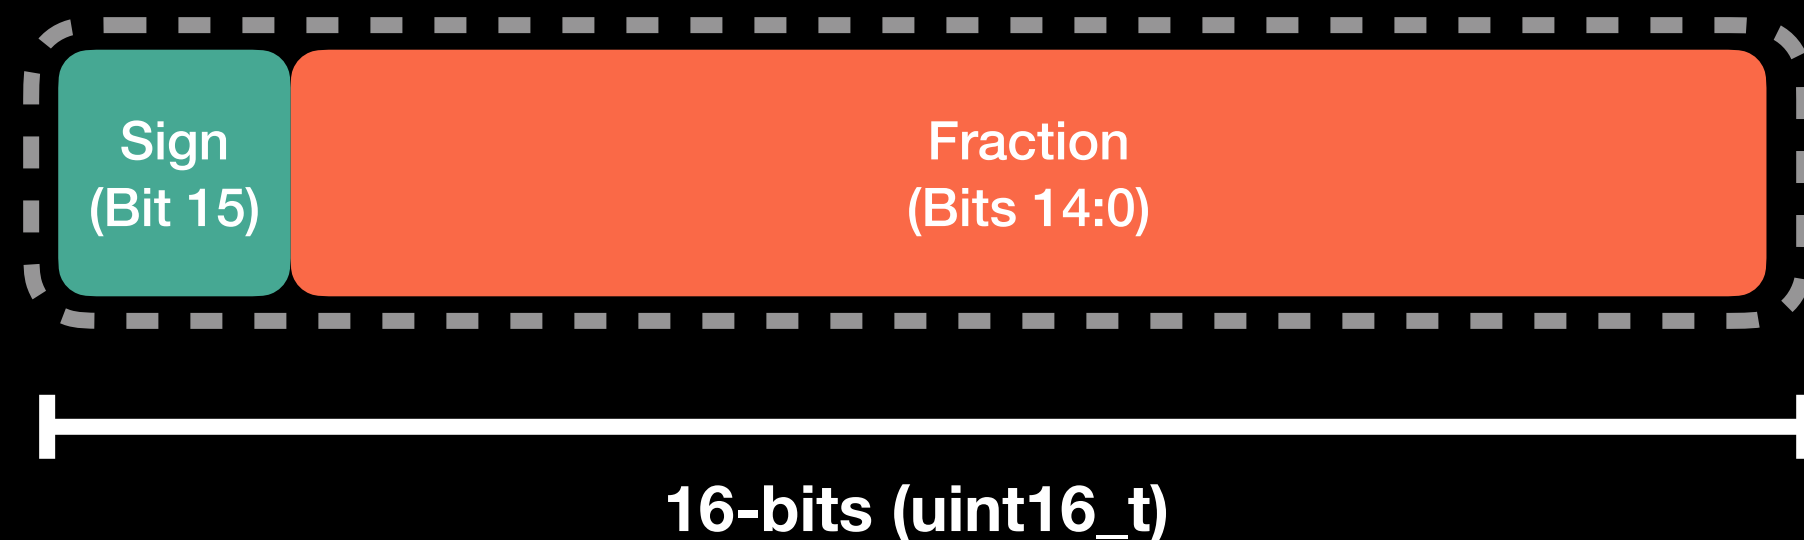 Sign
(Bit 15)
Fraction
(Bits 14:0)
16-bits (uint16_t)